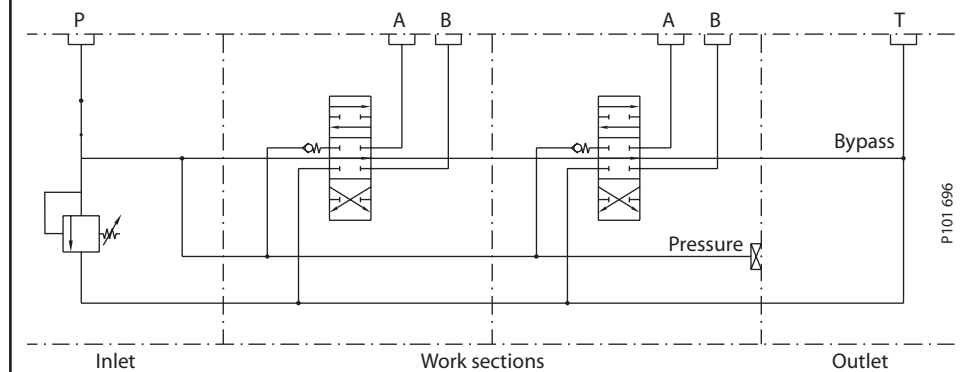 P A B A B T
Bypass
Pressure
P101 696
Inlet Work sections Outlet